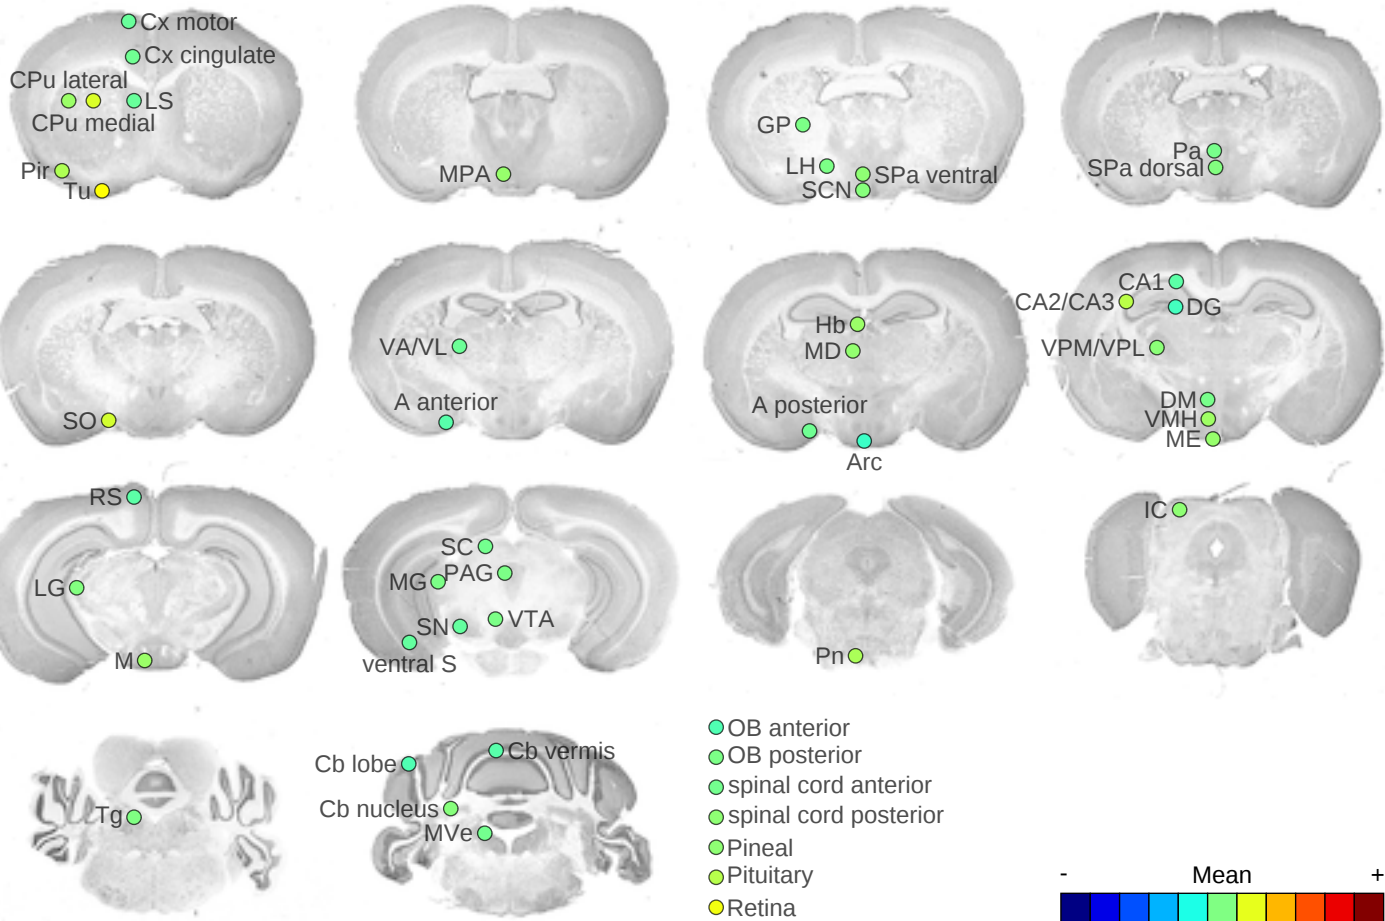 Cx motor
Cx cingulate
CPu lateral
LS
CPu medial
Pir
Tu
MPA
GP
LH
SPa ventral
SCN
Pa
SPa dorsal
SO
VA/VL
A anterior
Hb
MD
A posterior
Arc
CA1
CA2/CA3
DG
VPM/VPL
DM
VMH
ME
RS
LG
M
SC
MG
PAG
SN
VTA
ventral S
Pn
IC
Tg
Cb lobe
Cb vermis
Cb nucleus
MVe
OB anterior
OB posterior
spinal cord anterior
spinal cord posterior
Pineal
Pituitary
Retina
- Mean +